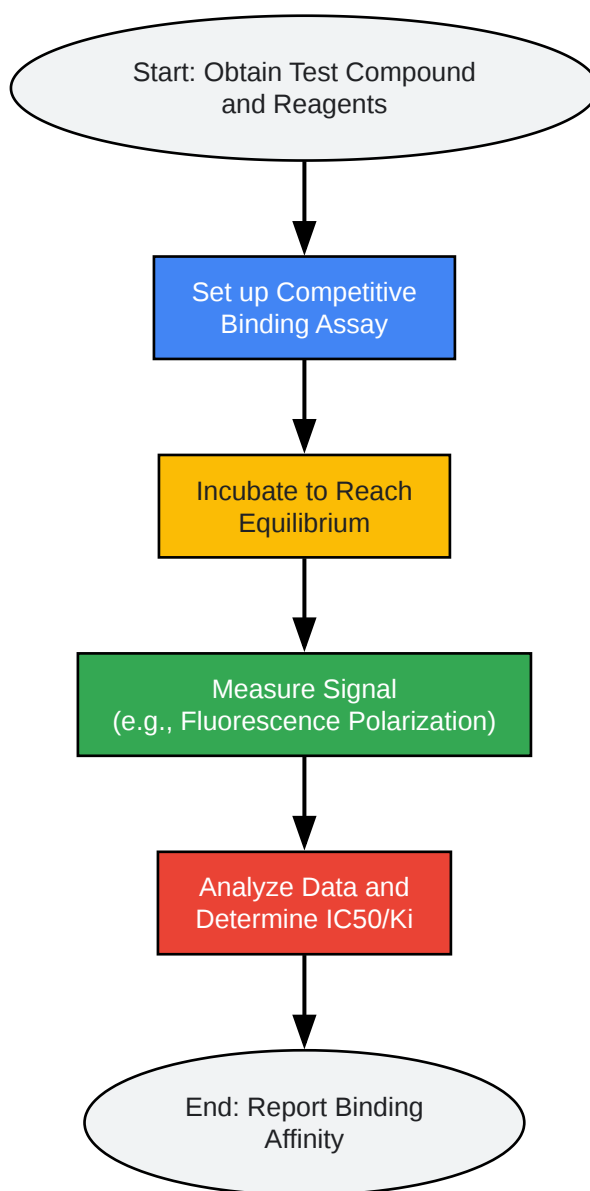 Start: Obtain Test Compound
and Reagents
Set up Competitive
Binding Assay
Incubate to Reach
Equilibrium
Measure Signal
(e.g., Fluorescence Polarization)
Analyze Data and
Determine IC50/Ki
End: Report Binding
Affinity